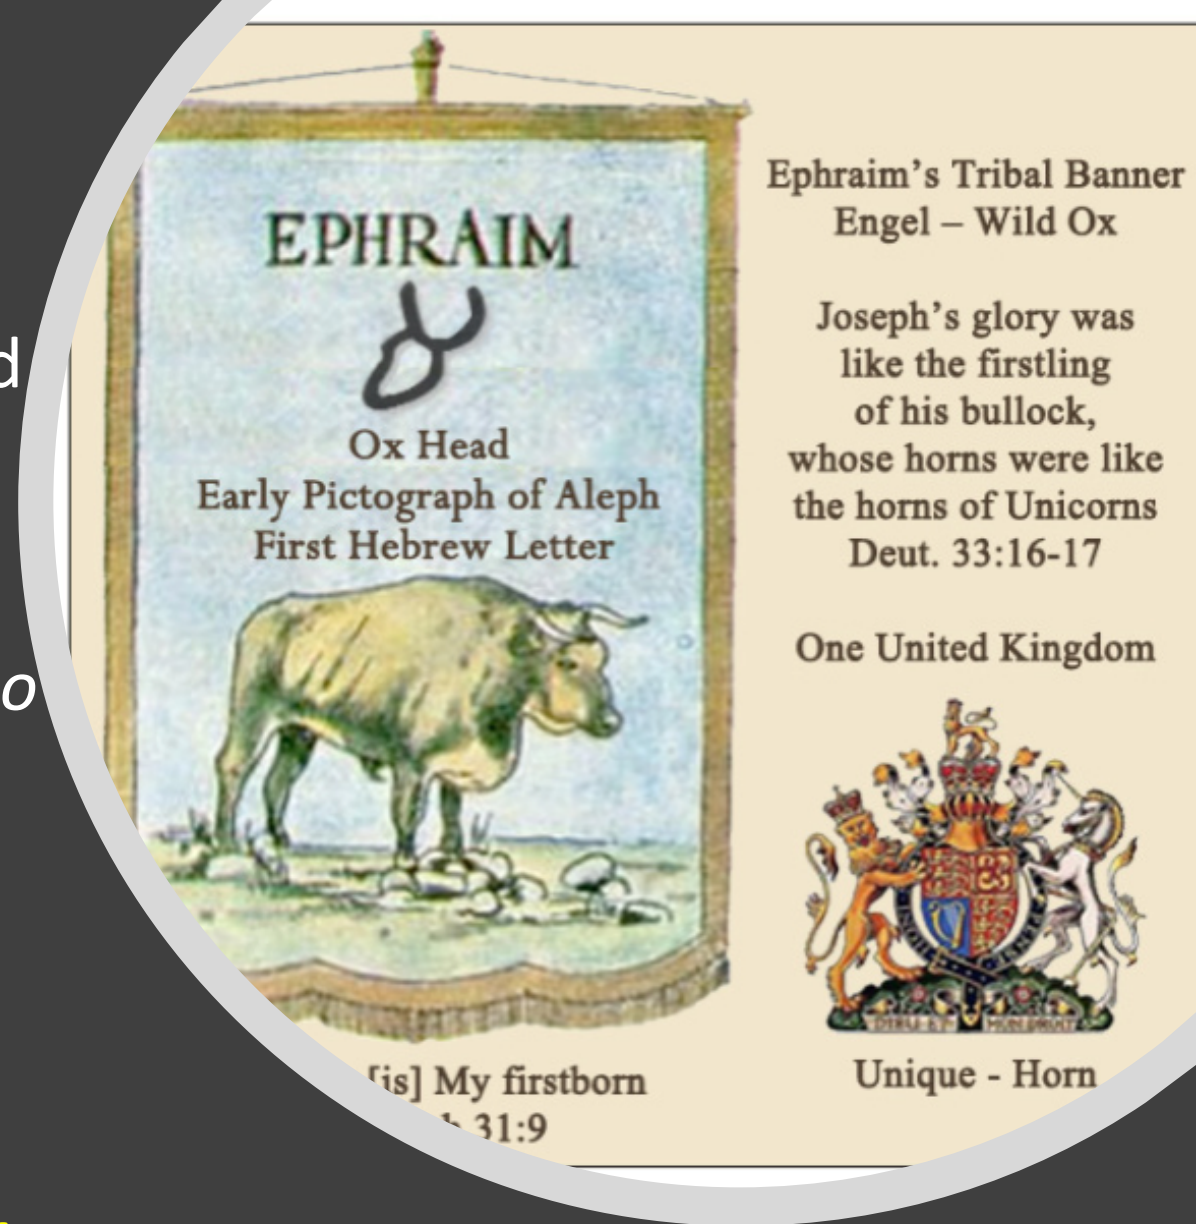 EPHRAIM
Ox Head
Early Pictograph of Aleph
First Hebrew Letter
[is] My firstborn
31:9
Ephraim's Tribal Banner
Engel – Wild Ox
Joseph's glory was
like the firstling
of his bullock,
whose horns were like
the horns of Unicorns
Deut. 33:16-17
One United Kingdom
Unique - Horn
d
o